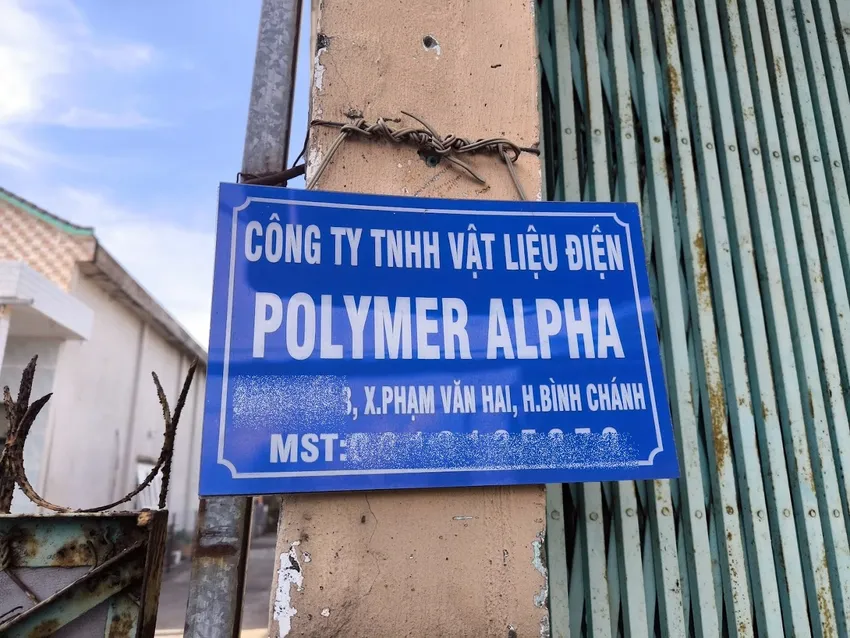 CÔNG TY TNHH VẬT LIỆU ĐIỆN
POLYMER ALPHA
X.PHẠM VĂN HAI, H.BÌNH CHÁNH
MST: